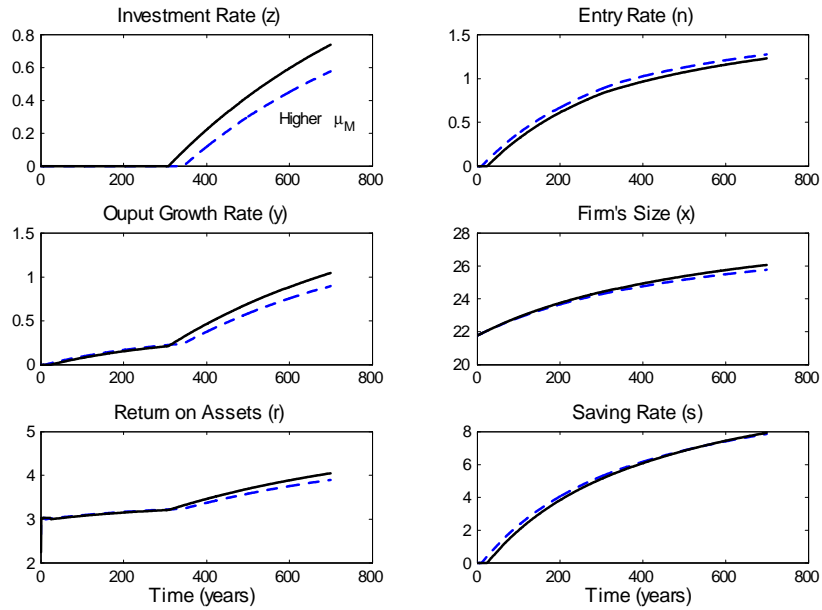 Investment Rate (z)
0.8
0.6
0.4
0.2
0
0 200 400 600 800
Higher μM
Entry Rate (n)
1.5
1
0.5
0
0 200 400 600 800
Ouput Growth Rate (y)
1.5
1
0.5
0
0 200 400 600 800
Firm's Size (x)
28
26
24
22
20
0 200 400 600 800
Return on Assets (r)
5
4
3
2
0 200 400 600 800
Time (years)
Saving Rate (s)
8
6
4
2
0
0 200 400 600 800
Time (years)